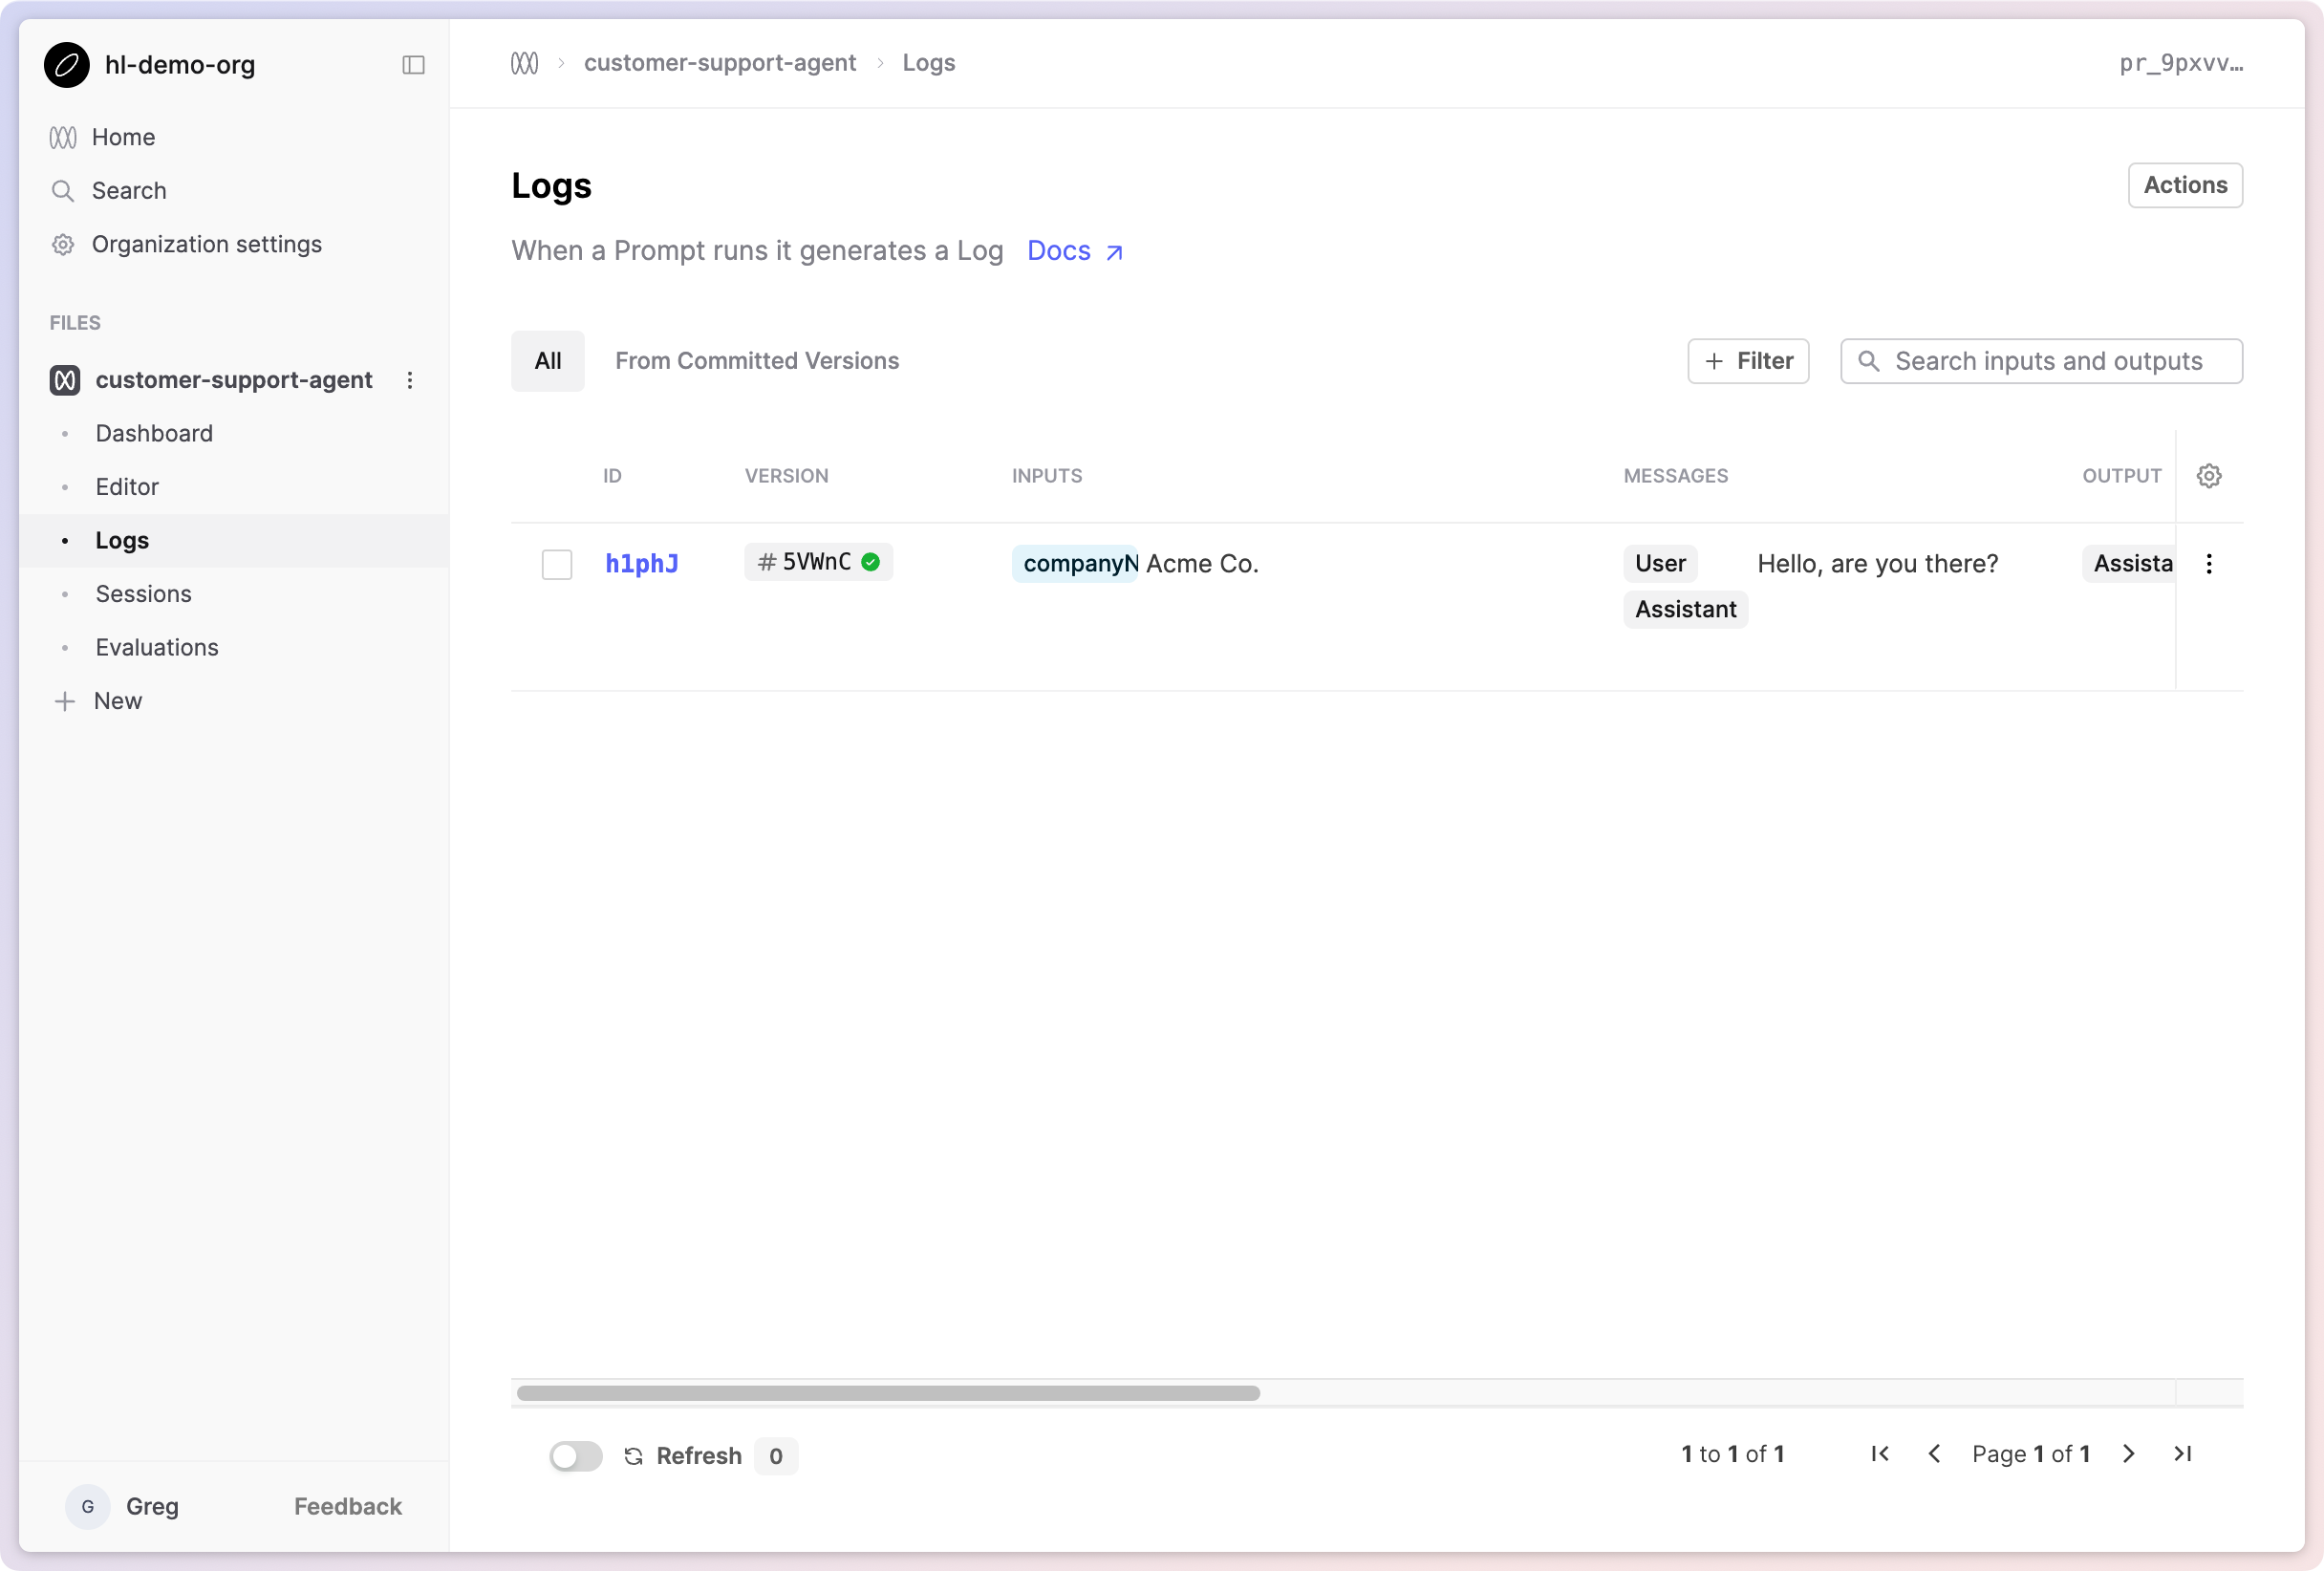 hl-demo-org
Home
Search
Organization settings
FILES
customer-support-agent
Dashboard
Editor
Logs
Sessions
Evaluations
New
G Greg Feedback
customer-support-agent > Logs
pr_9pxvv…
Logs
Actions
When a Prompt runs it generates a Log Docs
All From Committed Versions
Filter
Search inputs and outputs
ID VERSION INPUTS MESSAGES OUTPUT
h1phJ #5VWnC companyN Acme Co. User Hello, are you there? Assista
Assistant
Refresh 0
1 to 1 of 1 Page 1 of 1